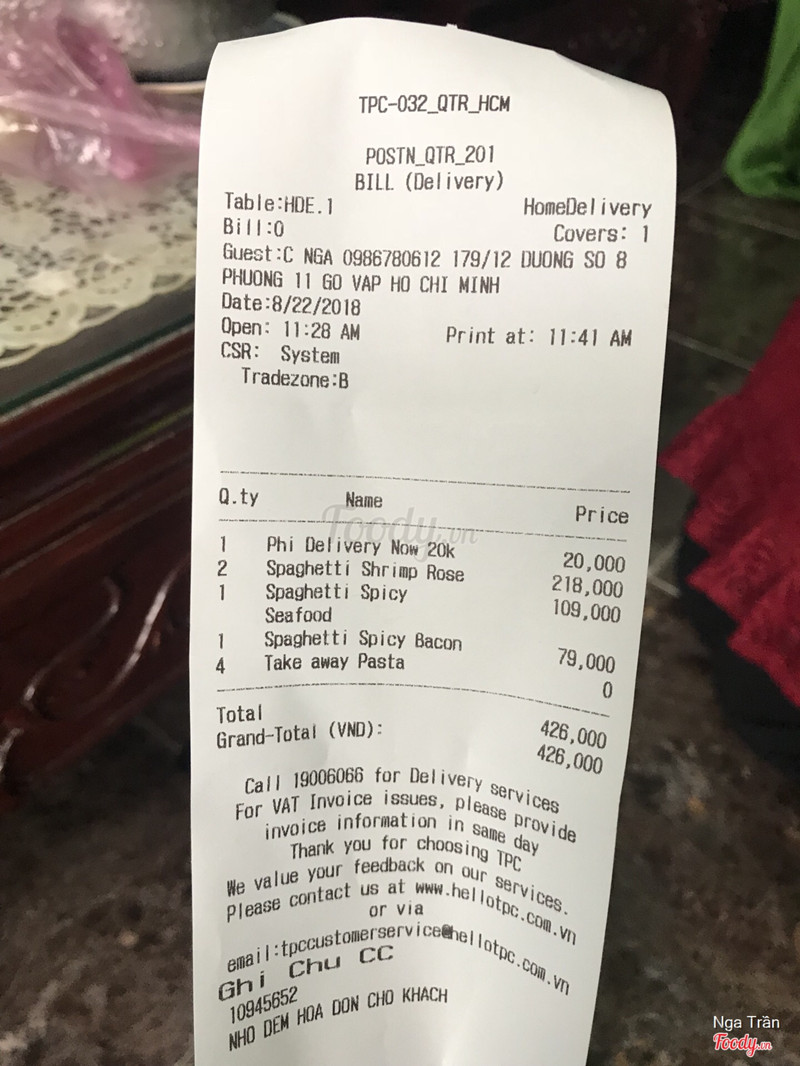 TPC-032_QTR_HCM
POSTN_QTR_201
BILL (Delivery)
Table:HDE.1 HomeDelivery
Bill:0 Covers: 1
Guest:C NGA 0986780612 179/12 DUONG SO 8
PHUONG 11 GO VAP HO CHI MINH
Date:8/22/2018
Open: 11:28 AM Print at: 11:41 AM
CSR: System
Tradezone:B
Q.ty Name Price
Foody.vn
1 Phi Delivery Now 20k 20,000
2 Spaghetti Shrimp Rose 218,000
1 Spaghetti Spicy 109,000
Seafood
1 Spaghetti Spicy Bacon 79,000
4 Take away Pasta 0
Total 426,000
Grand-Total (VND): 426,000
Call 19006066 for Delivery services
For VAT Invoice issues, please provide
invoice information in same day
Thank you for choosing TPC
We value your feedback on our services.
Please contact us at www.hellotpc.com.vn
or via
email:tpccustomerservice@hellotpc.com.vn
Ghi Chu CC
10945652
NHO DEM HOA DON CHO KHACH
Nga Trần
Foody.vn